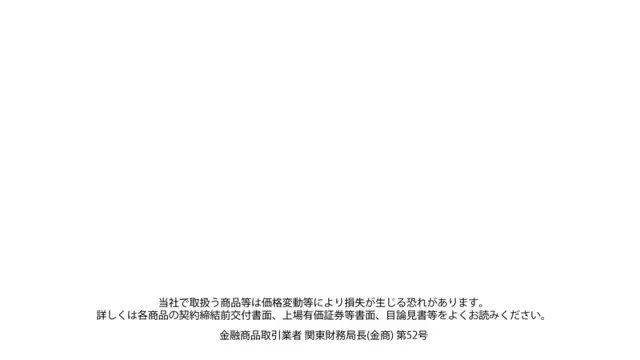 当社で取扱う商品等は価格変動等により損失が生じる恐れがあります。
詳しくは各商品の契約締結前交付書面、上場有価証券等書面、目論見書等をよくお読みください。
金融商品取引業者 関東財務局長(金商) 第52号